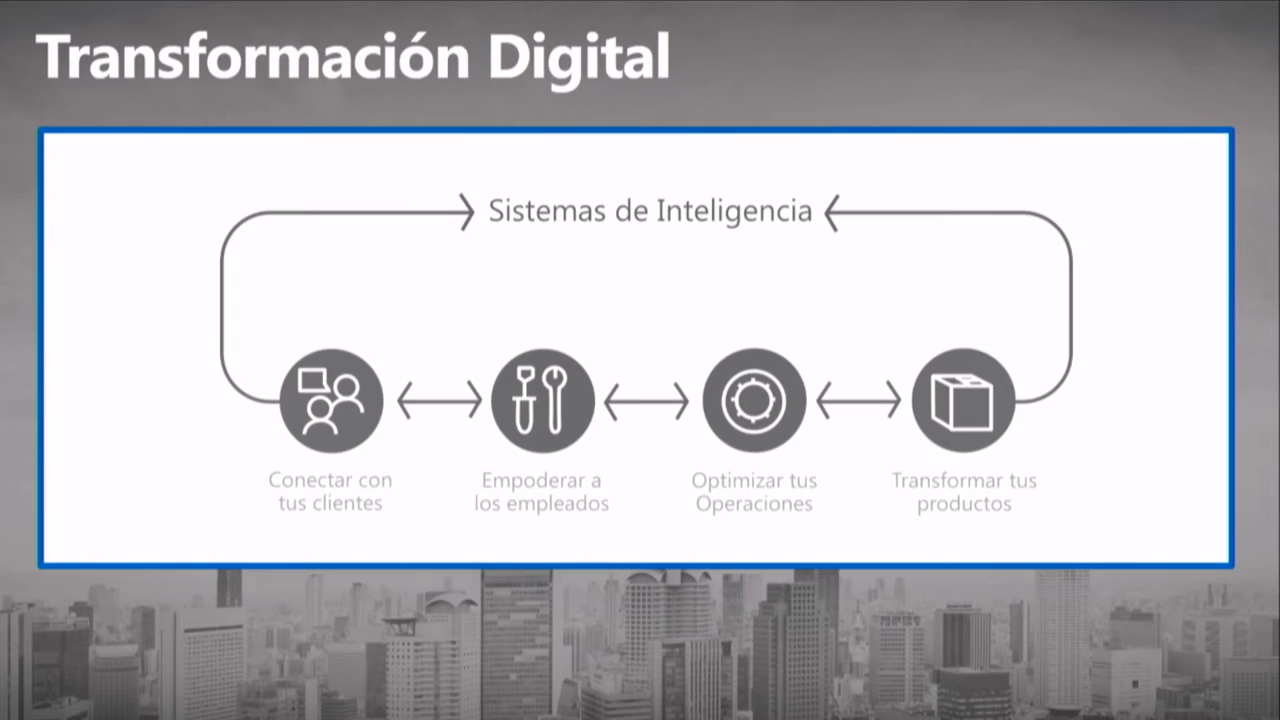 Transformación Digital
Sistemas de Inteligencia
Conectar con
tus clientes
Empoderar a
los empleados
Optimizar tus
Operaciones
Transformar tus
productos